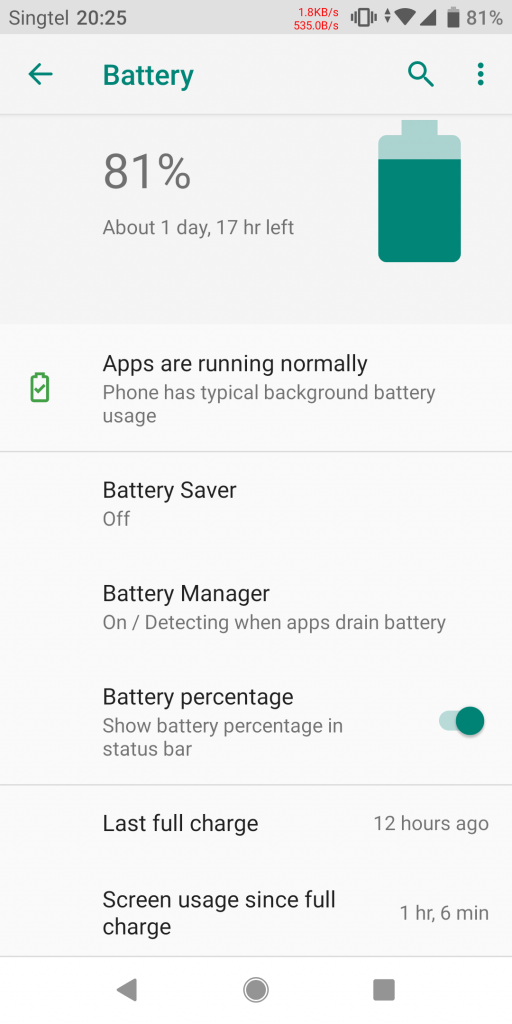 Singtel 20:25 1.8KB/s 81%
535.0B/s
Battery
81%
About 1 day, 17 hr left
Apps are running normally
Phone has typical background battery
usage
Battery Saver
Off
Battery Manager
On / Detecting when apps drain battery
Battery percentage
Show battery percentage in
status bar
Last full charge 12 hours ago
Screen usage since full
charge 1 hr, 6 min